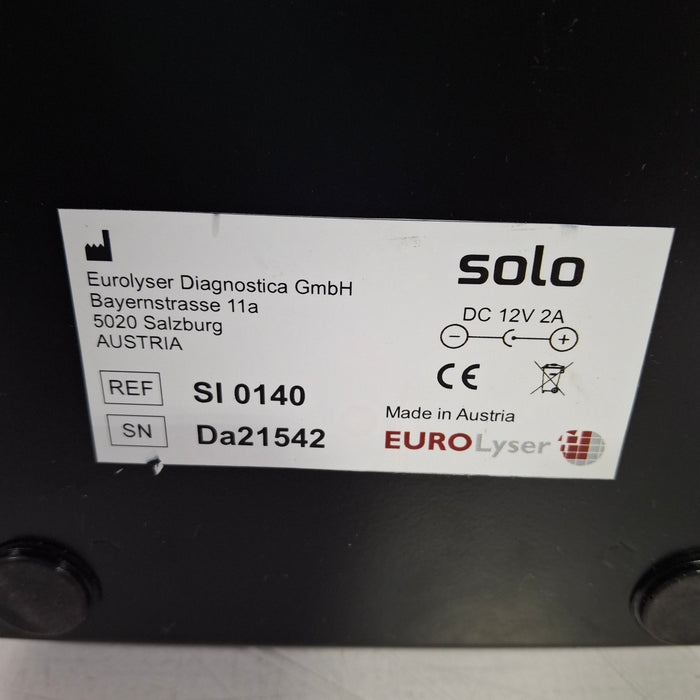 Eurolyser Diagnostica GmbH
Bayernstrasse 11a
5020 Salzburg
AUSTRIA
REF SI 0140
SN Da21542
solo
DC 12V 2A
CE
Made in Austria
EUROLyser